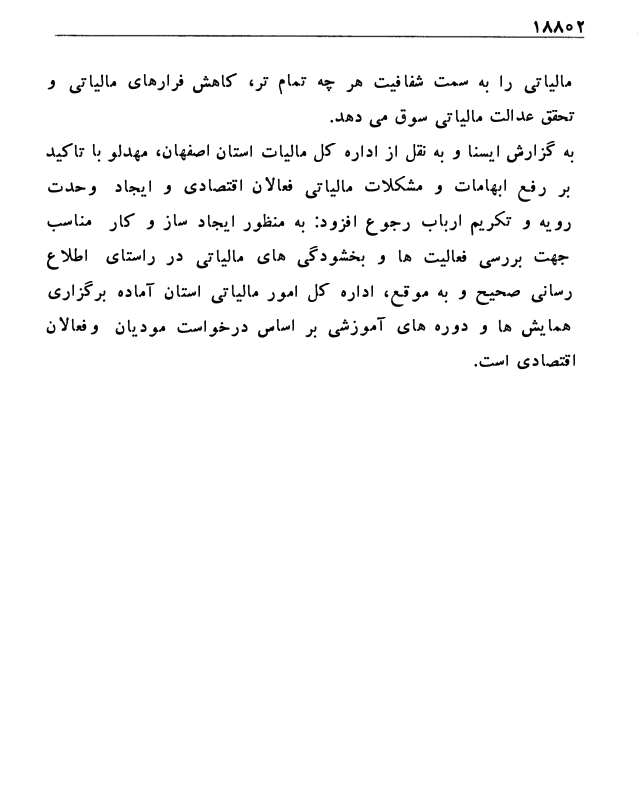 ۱۸۸۰۲
مالیاتی را به سمت شفافیت هر چه تمام تر، کاهش فرارهای مالیاتی و
تحقق عدالت مالیاتی سوق می دهد.
به گزارش ایسنا و به نقل از اداره کل مالیات استان اصفهان، مهدلو با تاکید
بر رفع ابهامات و مشکلات مالیاتی فعالان اقتصادی و ایجاد وحدت
رویه و تکریم ارباب رجوع افزود: به منظور ایجاد ساز و کار مناسب
جهت بررسی فعالیت ها و بخشودگی های مالیاتی در راستای اطلاع
رسانی صحیح و به موقع، اداره کل امور مالیاتی استان آماده برگزاری
همایش ها و دوره های آموزشی بر اساس درخواست مودیان وفعالان
اقتصادی است.